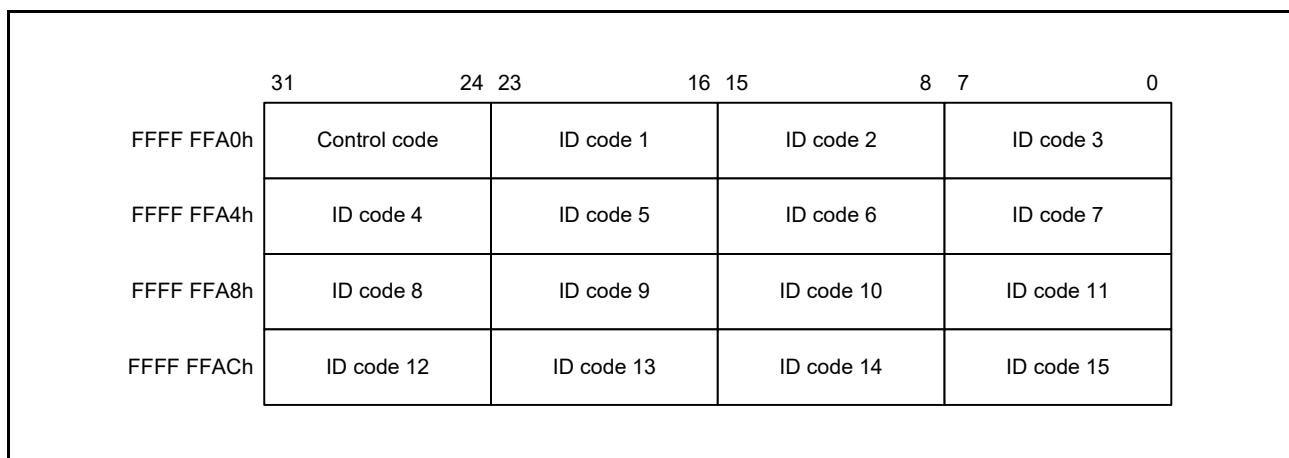 31 24 23 16 15 8 7 0
FFFF FFA0h Control code ID code 1 ID code 2 ID code 3
FFFF FFA4h ID code 4 ID code 5 ID code 6 ID code 7
FFFF FFA8h ID code 8 ID code 9 ID code 10 ID code 11
FFFF FFACh ID code 12 ID code 13 ID code 14 ID code 15